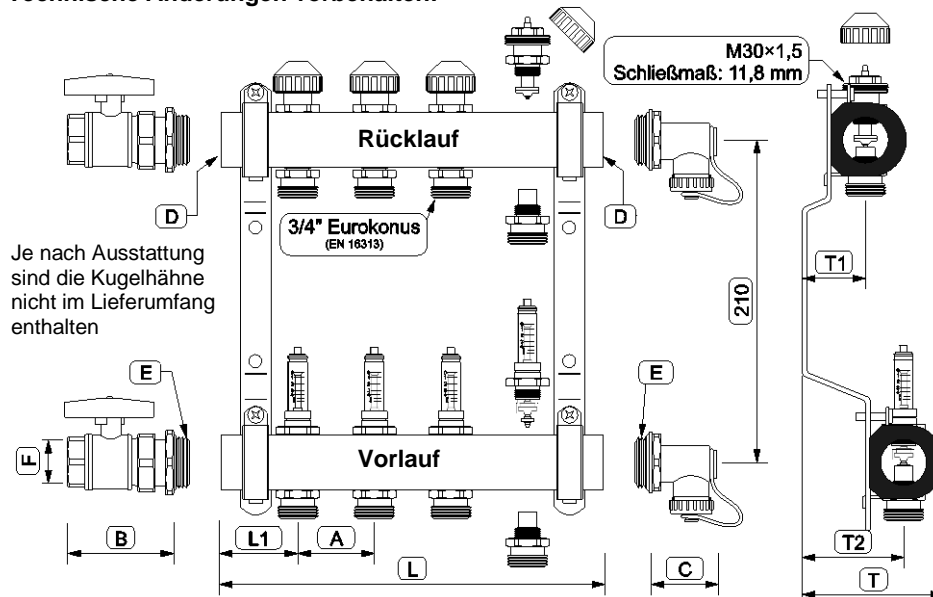 Technische Änderungen vorbehalten.
M30×1,5
Schließmaß: 11,8 mm
Rücklauf
D
D
3/4" Eurokonus
(EN 16313)
T1
Je nach Ausstattung
sind die Kugelhähne
nicht im Lieferumfang
enthalten
210
E
E
F
Vorlauf
B
L1
A
L
C
T2
T